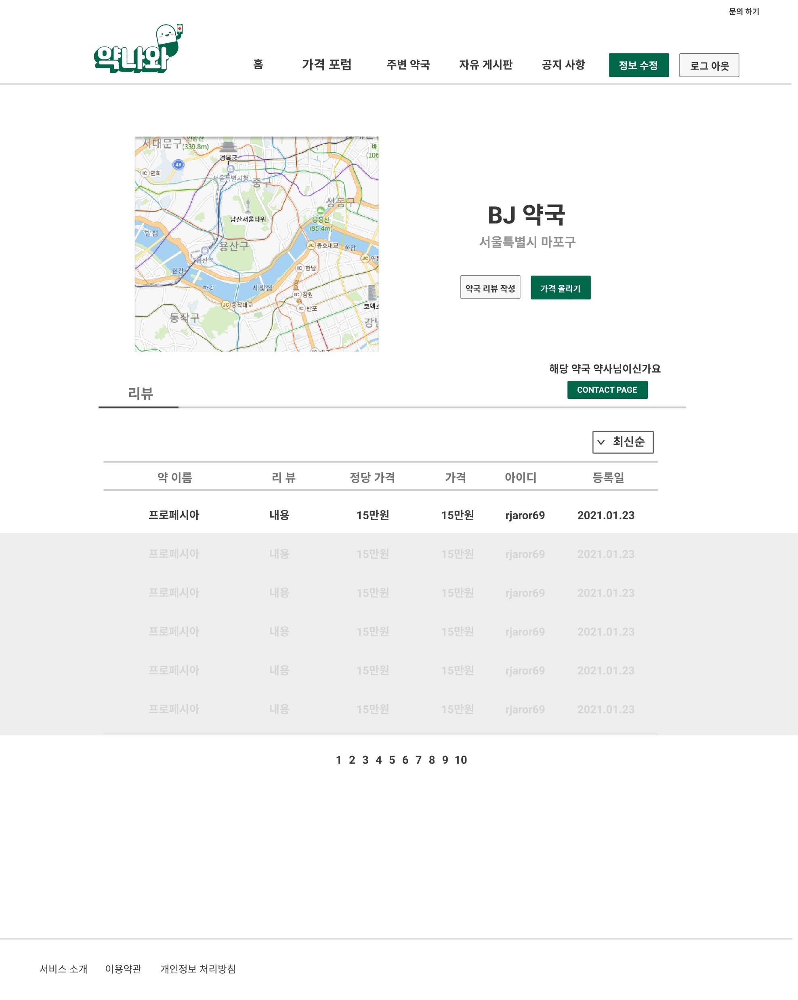 문의 하기
약나와
홈 가격 포럼 주변 약국 자유 게시판 공지 사항 정보 수정 로그 아웃
서대문구
(339.8m)
경복궁
48
IC 연희
서울특별시청
중구
성동구
남산서울타워
응봉산
(95.4m)
밤섬
용산구
JC 동호대교
한강
JC
용산역
IC 한남
한강
한강
세빛섬
IC 잠원
JC 동작대교
IC 반포
동작구
BJ 약국
서울특별시 마포구
약국 리뷰 작성 가격 올리기
해당 약국 약사님이신가요
CONTACT PAGE
리뷰
최신순
약 이름 리 뷰 정당 가격 가격 아이디 등록일
프로페시아 내용 15만원 15만원 rjaror69 2021.01.23
프로페시아 내용 15만원 15만원 rjaror69 2021.01.23
프로페시아 내용 15만원 15만원 rjaror69 2021.01.23
프로페시아 내용 15만원 15만원 rjaror69 2021.01.23
프로페시아 내용 15만원 15만원 rjaror69 2021.01.23
프로페시아 내용 15만원 15만원 rjaror69 2021.01.23
1 2 3 4 5 6 7 8 9 10
서비스 소개 이용약관 개인정보 처리방침